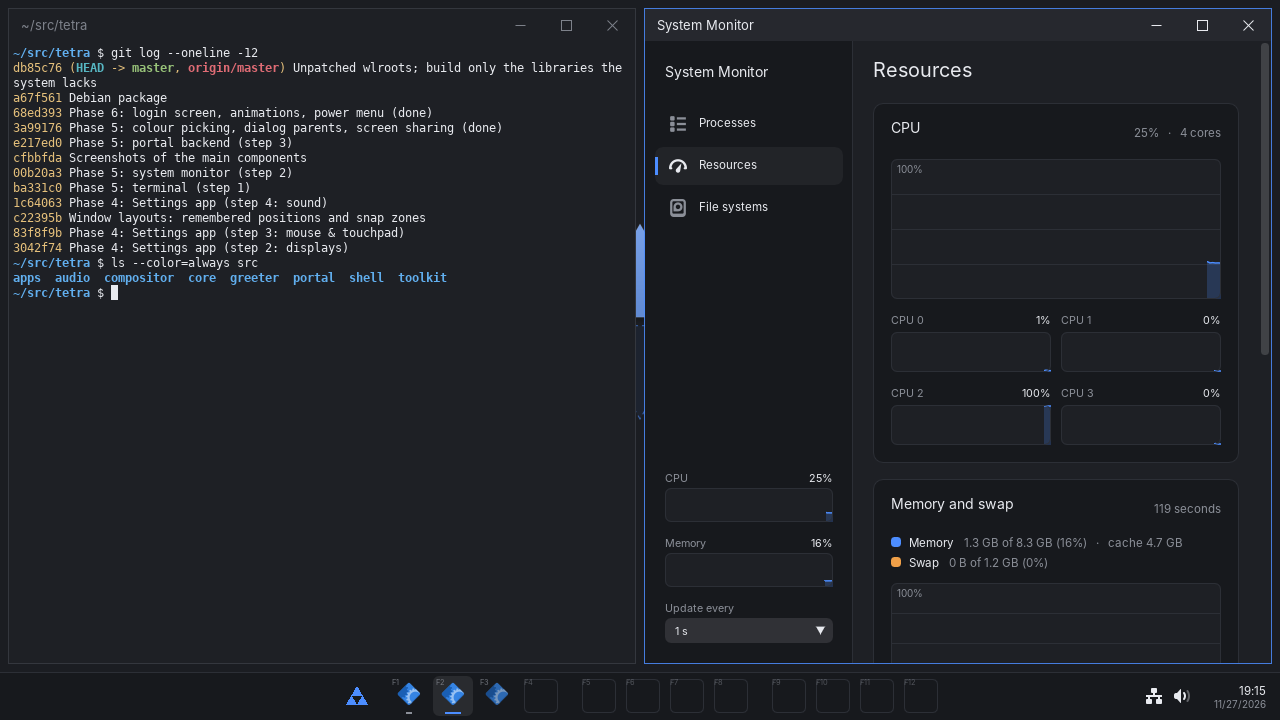 ~/src/tetra
~/src/tetra $ git log --oneline -12
db85c76 (HEAD -> master, origin/master) Unpatched wlroots; build only the libraries the
system lacks
a67f561 Debian package
68ed393 Phase 6: login screen, animations, power menu (done)
3a99176 Phase 5: colour picking, dialog parents, screen sharing (done)
e217ed0 Phase 5: portal backend (step 3)
cfbbfda Screenshots of the main components
00b20a3 Phase 5: system monitor (step 2)
ba331c0 Phase 5: terminal (step 1)
1c64063 Phase 4: Settings app (step 4: sound)
c22395b Window layouts: remembered positions and snap zones
83f8f9b Phase 4: Settings app (step 3: mouse & touchpad)
3042f74 Phase 4: Settings app (step 2: displays)
~/src/tetra $ ls --color=always src
apps audio compositor core greeter portal shell toolkit
~/src/tetra $
System Monitor
System Monitor
Processes
Resources
File systems
CPU 25%
Memory 16%
Update every
1 s
Resources
CPU 25% · 4 cores
100%
CPU 0 1% CPU 1 0%
CPU 2 100% CPU 3 0%
Memory and swap 119 seconds
Memory 1.3 GB of 8.3 GB (16%) · cache 4.7 GB
Swap 0 B of 1.2 GB (0%)
100%
F1 F2 F3 F4 F5 F6 F7 F8 F9 F10 F11 F12
19:15
11/27/2026